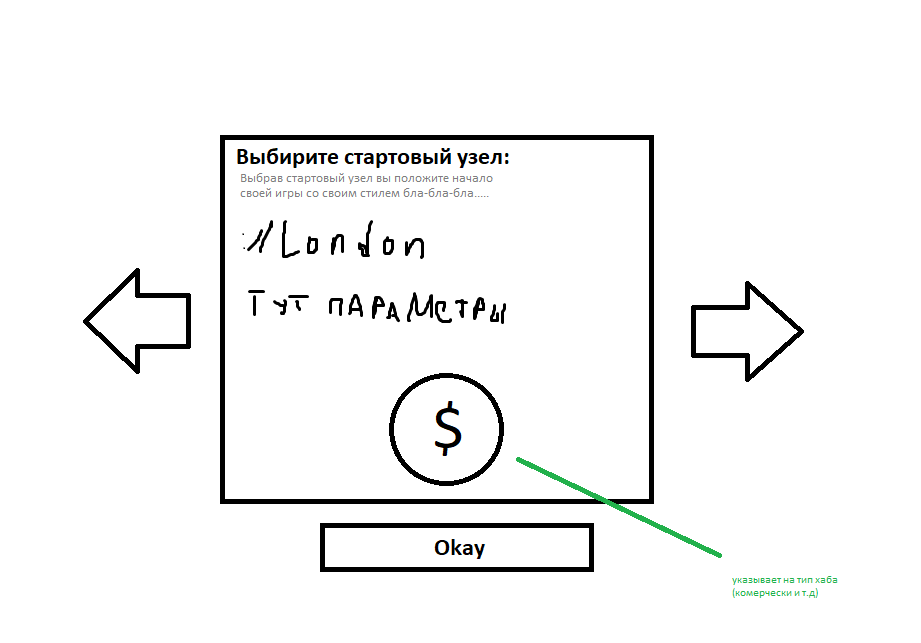 Выбирите стартовый узел:
Выбрав стартовый узел вы положите начало
своей игры со своим стилем бла-бла-бла.....
//London
Тут параметры
$
Okay
указывает на тип хаба
(комерчески и т.д)